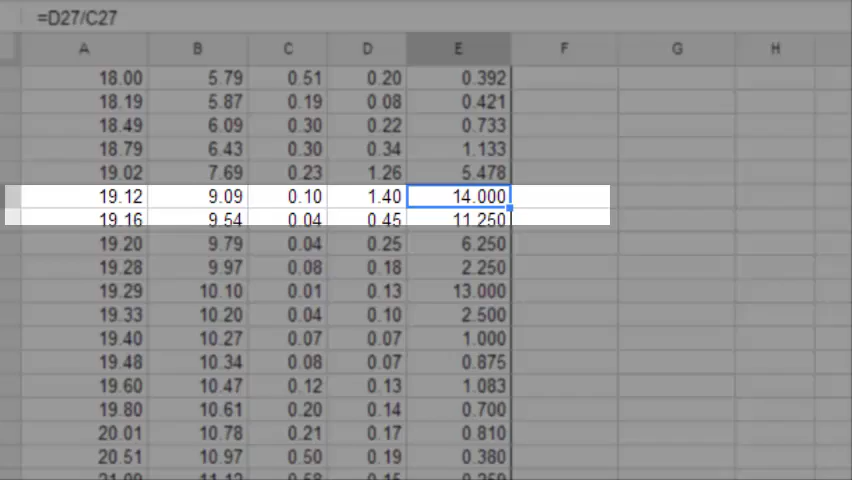 =D27/C27
A B C D E F G H
18.00 5.79 0.51 0.20 0.392
18.19 5.87 0.19 0.08 0.421
18.49 6.09 0.30 0.22 0.733
18.79 6.43 0.30 0.34 1.133
19.02 7.69 0.23 1.26 5.478
19.12 9.09 0.10 1.40 14.000
19.16 9.54 0.04 0.45 11.250
19.20 9.79 0.04 0.25 6.250
19.28 9.97 0.08 0.18 2.250
19.29 10.10 0.01 0.13 13.000
19.33 10.20 0.04 0.10 2.500
19.40 10.27 0.07 0.07 1.000
19.48 10.34 0.08 0.07 0.875
19.60 10.47 0.12 0.13 1.083
19.80 10.61 0.20 0.14 0.700
20.01 10.78 0.21 0.17 0.810
20.51 10.97 0.50 0.19 0.380